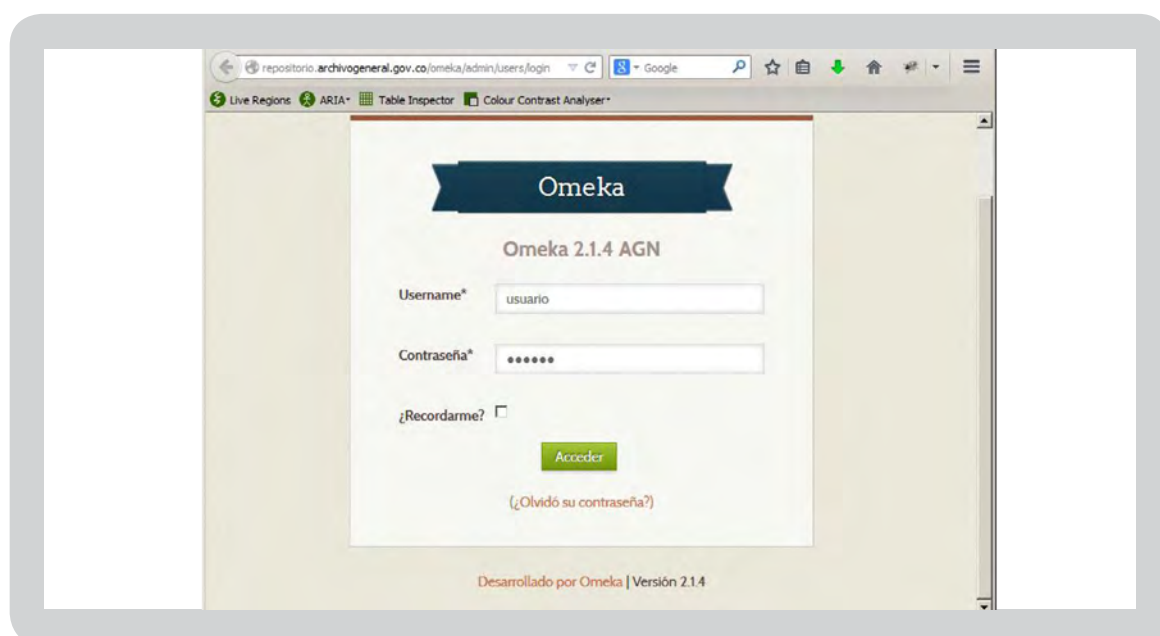 repositorio.archivogeneral.gov.co/omeka/admin/users/login 8 Google
Live Regions ARIA Table Inspector Colour Contrast Analyser
Omeka
Omeka 2.1.4 AGN
Username* usuario
Contraseña* ••••••
¿Recordarme?
Acceder
(¿Olvidó su contraseña?)
Desarrollado por Omeka | Versión 2.1.4